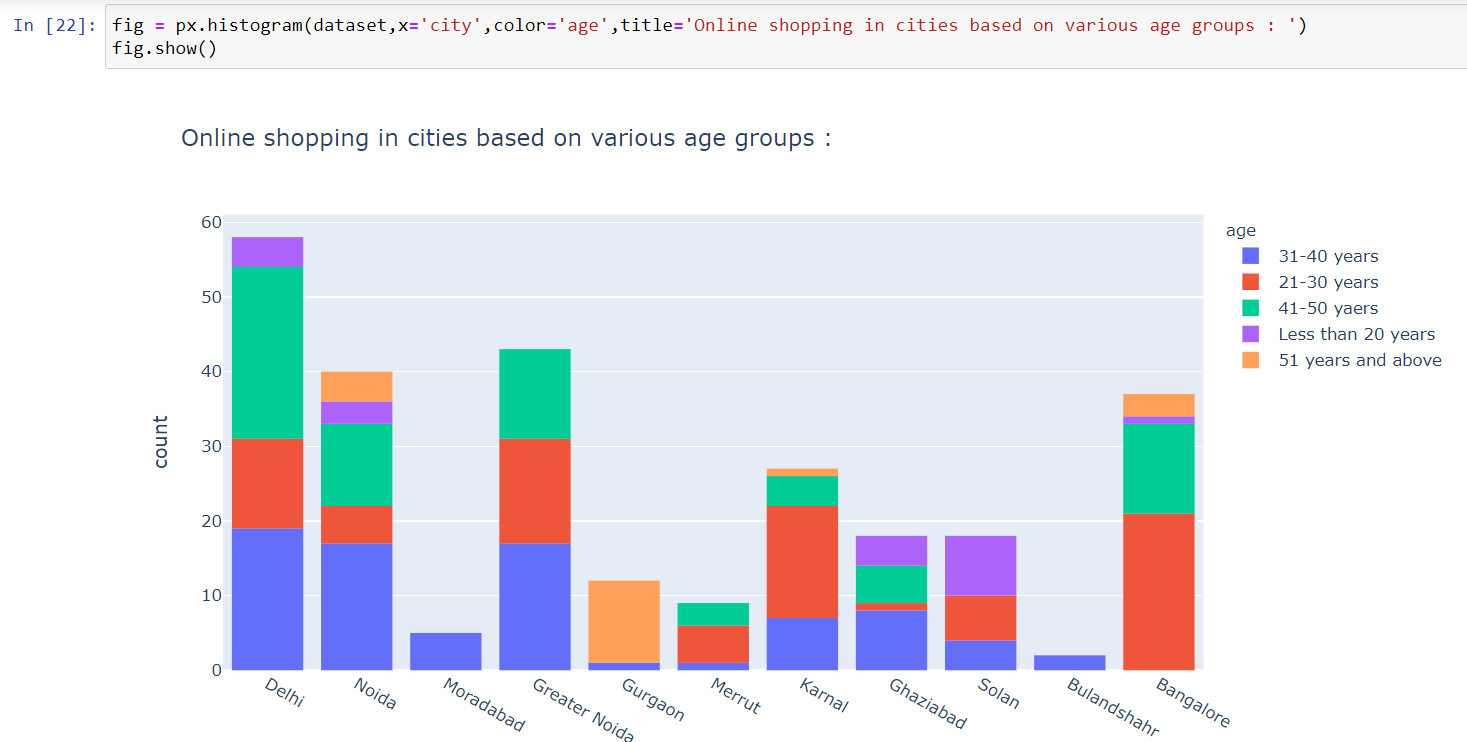 In [22]: fig = px.histogram(dataset,x='city',color='age',title='Online shopping in cities based on various age groups : ')
fig.show()
Online shopping in cities based on various age groups :
60
50
40
30
20
10
0
count
Delhi
Noida
Moradabad
Greater Noida
Gurgaon
Merrut
Karnal
Ghaziabad
Solan
Bulandshahr
Bangalore
age
31-40 years
21-30 years
41-50 yaers
Less than 20 years
51 years and above